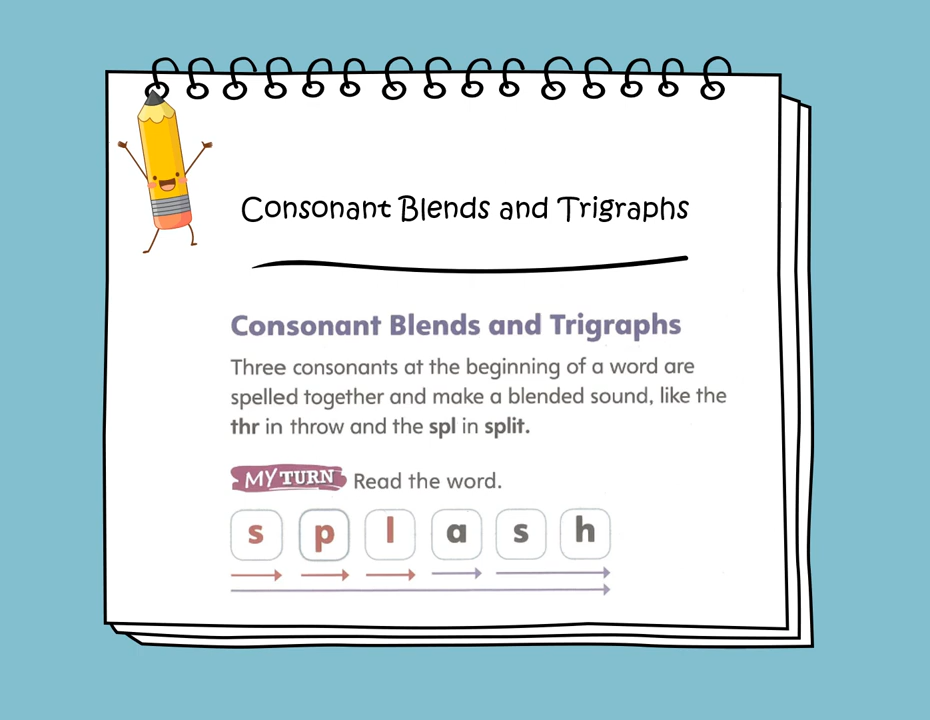 Consonant Blends and Trigraphs
Consonant Blends and Trigraphs
Three consonants at the beginning of a word are
spelled together and make a blended sound, like the
thr in throw and the spl in split.
MY TURN Read the word.
s p l a s h